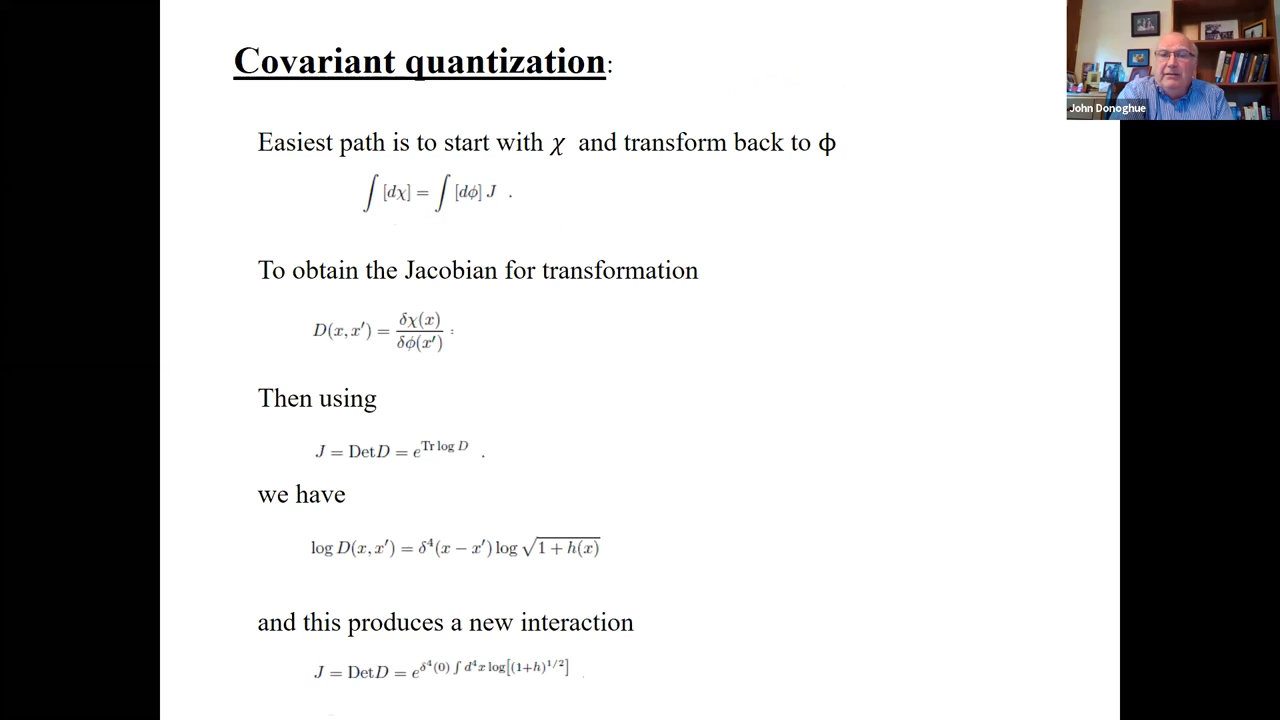 Covariant quantization:
John Donoghue
Easiest path is to start with χ and transform back to ϕ
∫ [dχ] = ∫ [dϕ] J .
To obtain the Jacobian for transformation
D(x, x′) = δχ(x)/δϕ(x′) :
Then using
J = DetD = e^{Tr log D} .
we have
log D(x, x′) = δ⁴(x − x′) log √(1 + h(x))
and this produces a new interaction
J = DetD = e^{δ⁴(0) ∫ d⁴x log[(1+h)^{1/2}]}